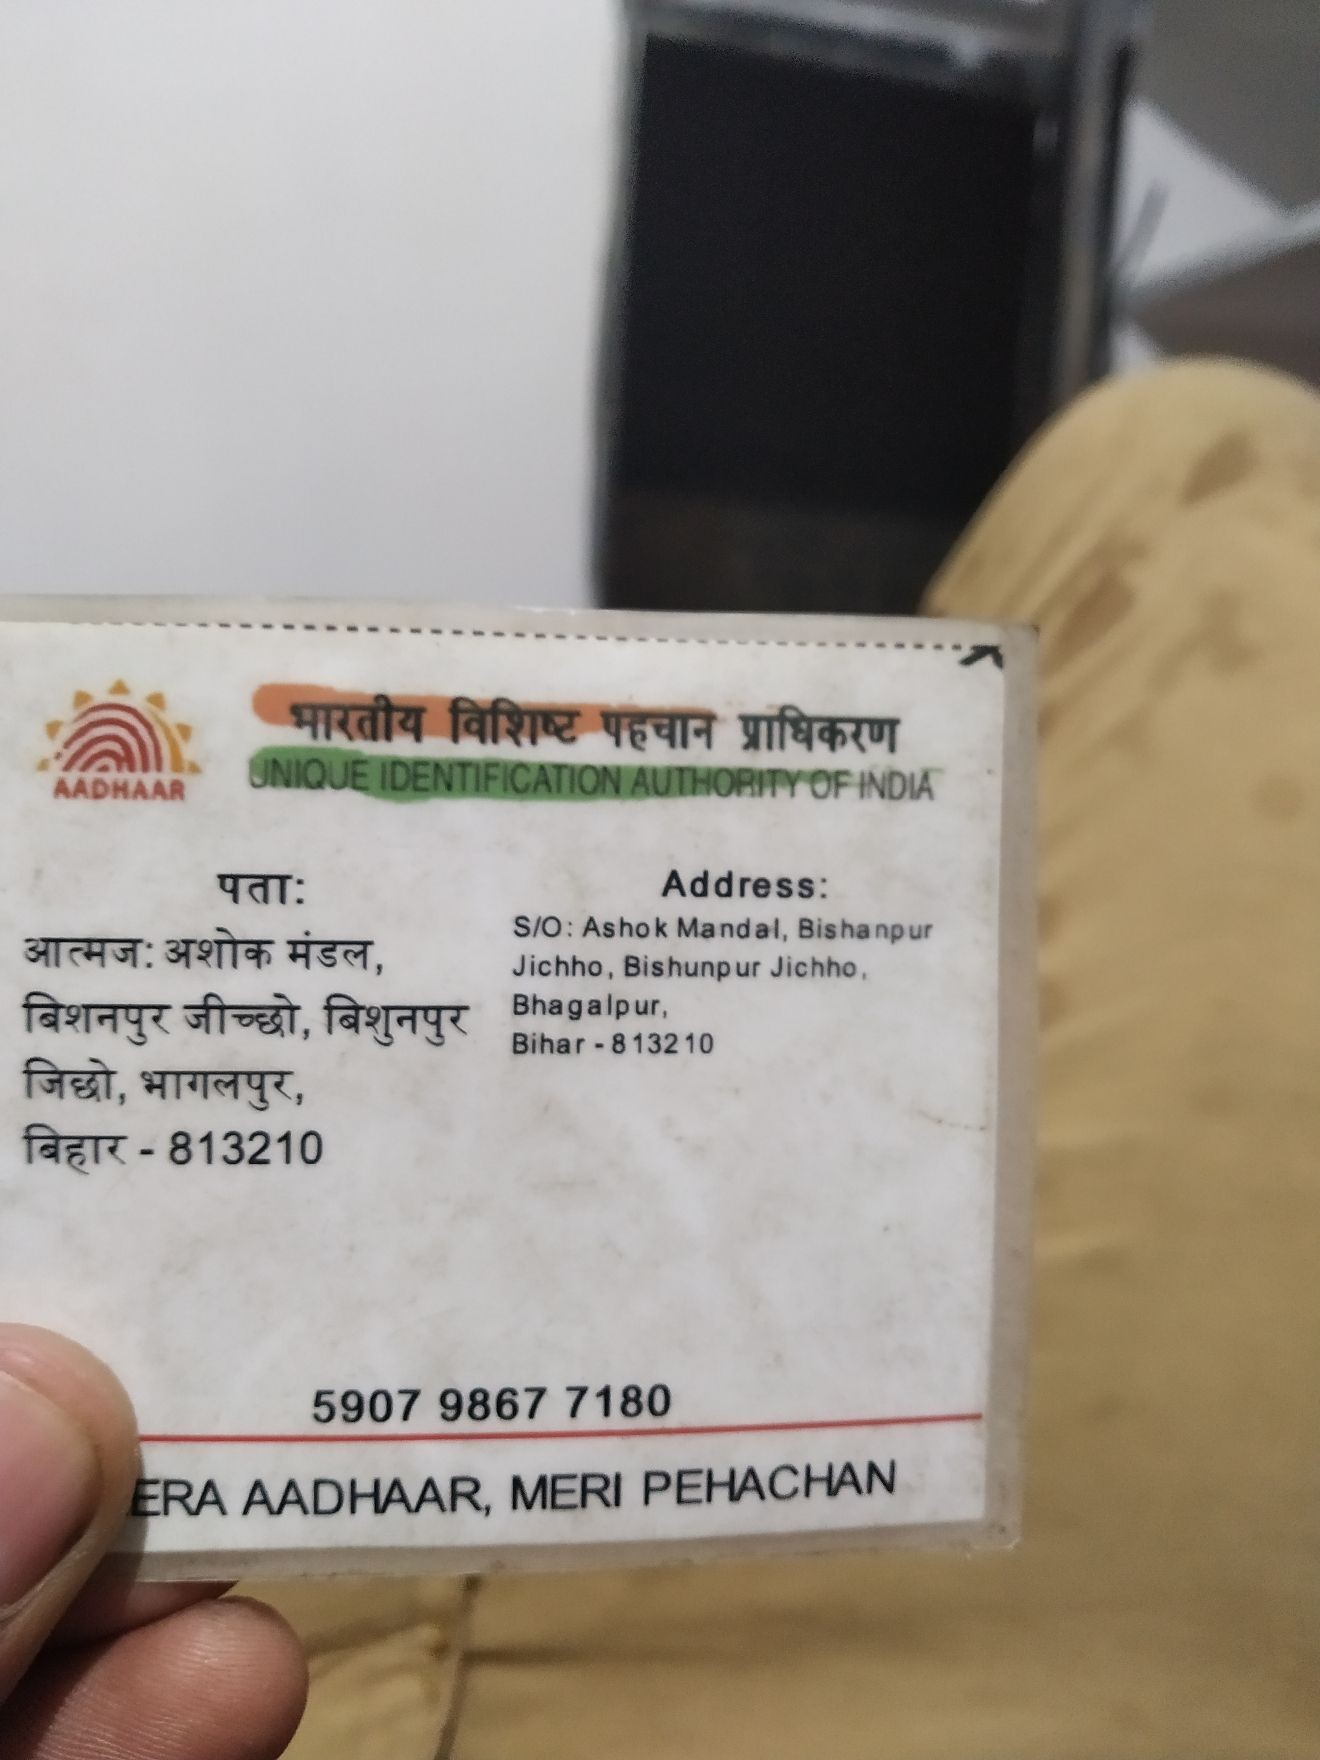 AADHAAR
भारतीय विशिष्ट पहचान प्राधिकरण
UNIQUE IDENTIFICATION AUTHORITY OF INDIA
पता:
आत्मज: अशोक मंडल,
बिशनपुर जीच्छो, बिशुनपुर
जिछो, भागलपुर,
बिहार - 813210
Address:
S/O: Ashok Mandal, Bishanpur
Jichho, Bishunpur Jichho,
Bhagalpur,
Bihar - 813210
5907 9867 7180
ERA AADHAAR, MERI PEHACHAN